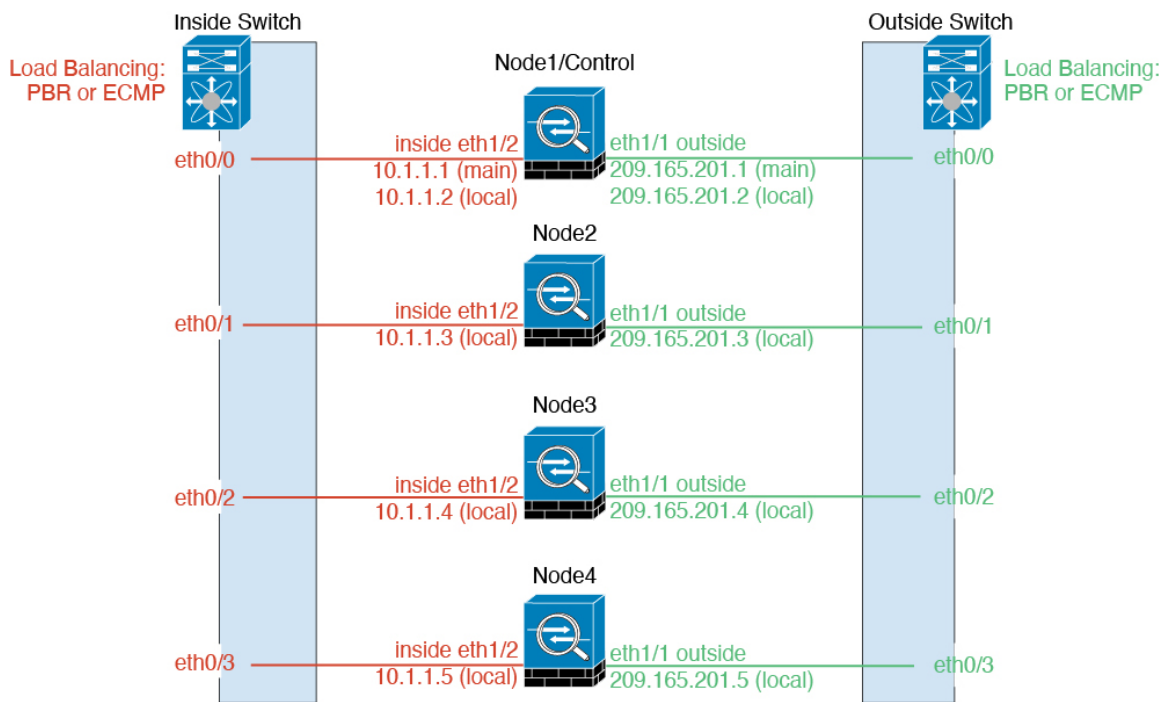 Inside Switch
Outside Switch
Load Balancing:
PBR or ECMP
Node1/Control
Load Balancing:
PBR or ECMP
eth0/0
inside eth1/2
10.1.1.1 (main)
10.1.1.2 (local)
eth1/1 outside
209.165.201.1 (main)
209.165.201.2 (local)
eth0/0
Node2
eth0/1
inside eth1/2
10.1.1.3 (local)
eth1/1 outside
209.165.201.3 (local)
eth0/1
Node3
eth0/2
inside eth1/2
10.1.1.4 (local)
eth1/1 outside
209.165.201.4 (local)
eth0/2
Node4
eth0/3
inside eth1/2
10.1.1.5 (local)
eth1/1 outside
209.165.201.5 (local)
eth0/3